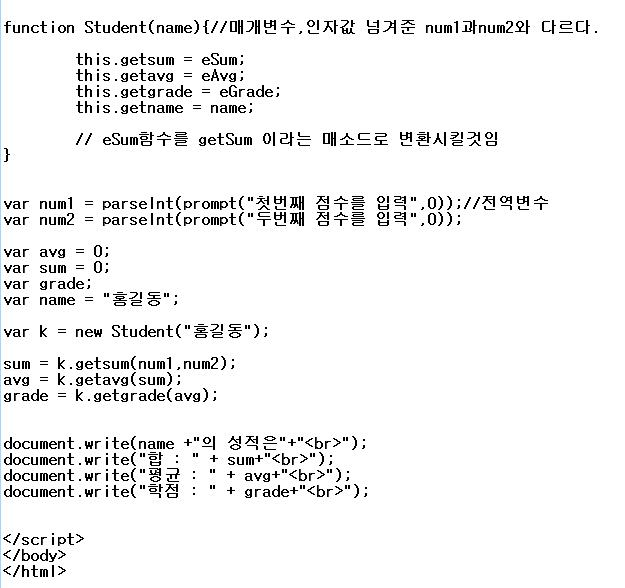 function Student(name){//매개변수,인자값 넘겨준 num1과num2와 다르다.
this.getsum = eSum;
this.getavg = eAvg;
this.getgrade = eGrade;
this.getname = name;
// eSum함수를 getSum 이라는 매소드로 변환시킬것임
}
var num1 = parseInt(prompt("첫번째 점수를 입력",0));//전역변수
var num2 = parseInt(prompt("두번째 점수를 입력",0));
var avg = 0;
var sum = 0;
var grade;
var name = "홍길동";
var k = new Student("홍길동");
sum = k.getsum(num1,num2);
avg = k.getavg(sum);
grade = k.getgrade(avg);
document.write(name +"의 성적은"+"<br>");
document.write("합 : " + sum+"<br>");
document.write("평균 : " + avg+"<br>");
document.write("학점 : " + grade+"<br>");
</script>
</body>
</html>